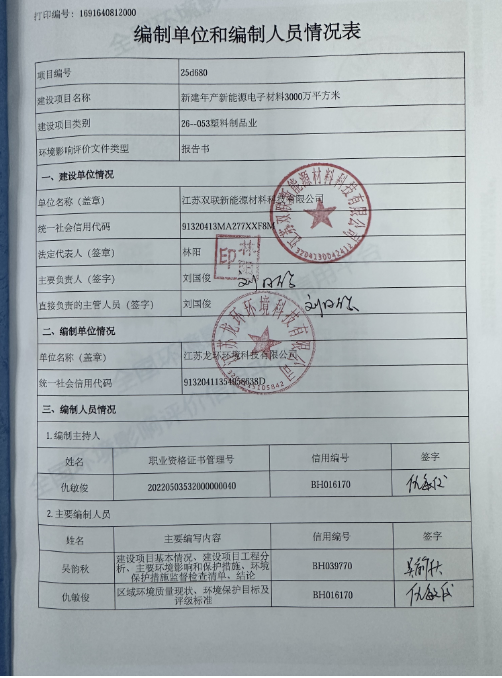 打印编号：1691640812000
编制单位和编制人员情况表
项目编号 25d680
建设项目名称 新建年产新能源电子材料3000万平方米
建设项目类别 26--053塑料制品业
环境影响评价文件类型 报告书
一、建设单位情况
单位名称（盖章） 江苏双联新能源材料科技有限公司
统一社会信用代码 91320413MA277XXF8M
法定代表人（签章） 林阳
主要负责人（签字） 刘国俊
直接负责的主管人员（签字） 刘国俊
二、编制单位情况
单位名称（盖章） 江苏龙环环境科技有限公司
统一社会信用代码 91320411354958638D
三、编制人员情况
1.编制主持人
姓名 职业资格证书管理号 信用编号 签字
仇敏俊 20220503532000000040 BH016170 仇敏俊
2.主要编制人员
姓名 主要编写内容 信用编号 签字
吴韵秋 建设项目基本情况、建设项目工程分析、主要环境影响和保护措施、环境保护措施监督检查清单、结论 BH039770 吴韵秋
仇敏俊 区域环境质量现状、环境保护目标及评级标准 BH016170 仇敏俊